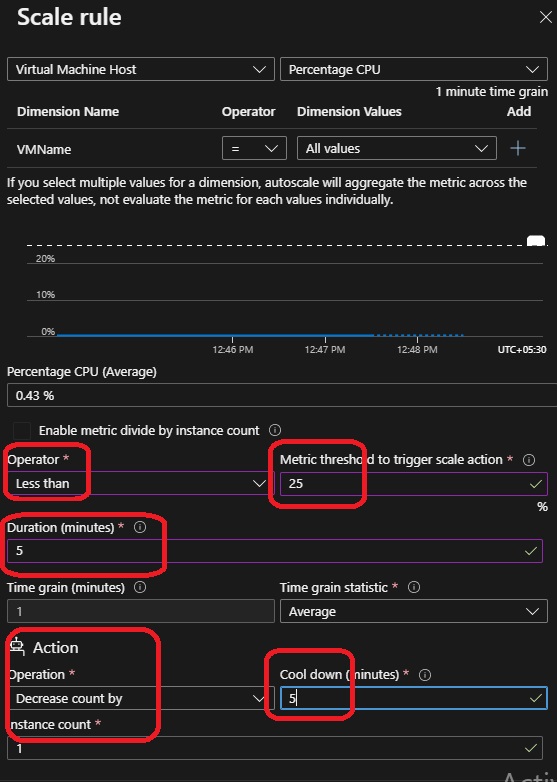 Scale rule
Virtual Machine Host
Percentage CPU
1 minute time grain
Dimension Name Operator Dimension Values Add
VMName = All values
If you select multiple values for a dimension, autoscale will aggregate the metric across the
selected values, not evaluate the metric for each values individually.
20%
10%
0%
12:46 PM 12:47 PM 12:48 PM UTC+05:30
Percentage CPU (Average)
0.43 %
Enable metric divide by instance count
Operator * Metric threshold to trigger scale action *
Less than 25
%
Duration (minutes) *
5
Time grain (minutes) Time grain statistic *
1 Average
Action
Operation * Cool down (minutes) *
Decrease count by 5
Instance count *
1